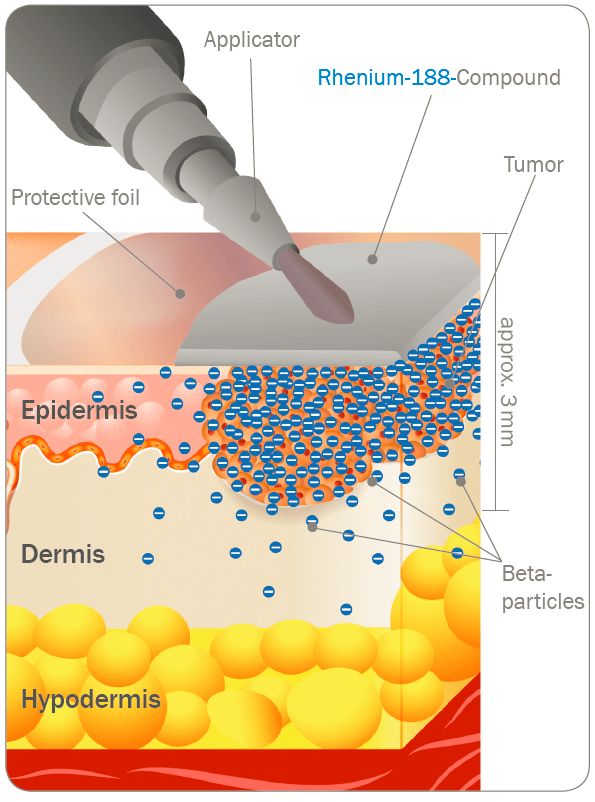 Applicator
Rhenium-188-Compound
Tumor
Protective foil
approx. 3 mm
Epidermis
Dermis
Beta-
particles
Hypodermis